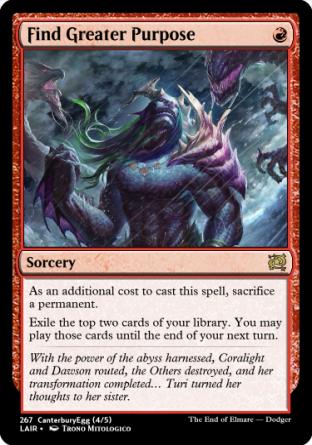 Find Greater Purpose
Sorcery
As an additional cost to cast this spell, sacrifice
a permanent.
Exile the top two cards of your library. You may
play those cards until the end of your next turn.
With the power of the abyss harnessed, Coralight
and Dawson routed, the Others destroyed, and her
transformation completed… Turi turned her
thoughts to her sister.
267 CanterburyEgg (4/5)
The End of Elmare — Dodger
LAIR • Trono Mitologico